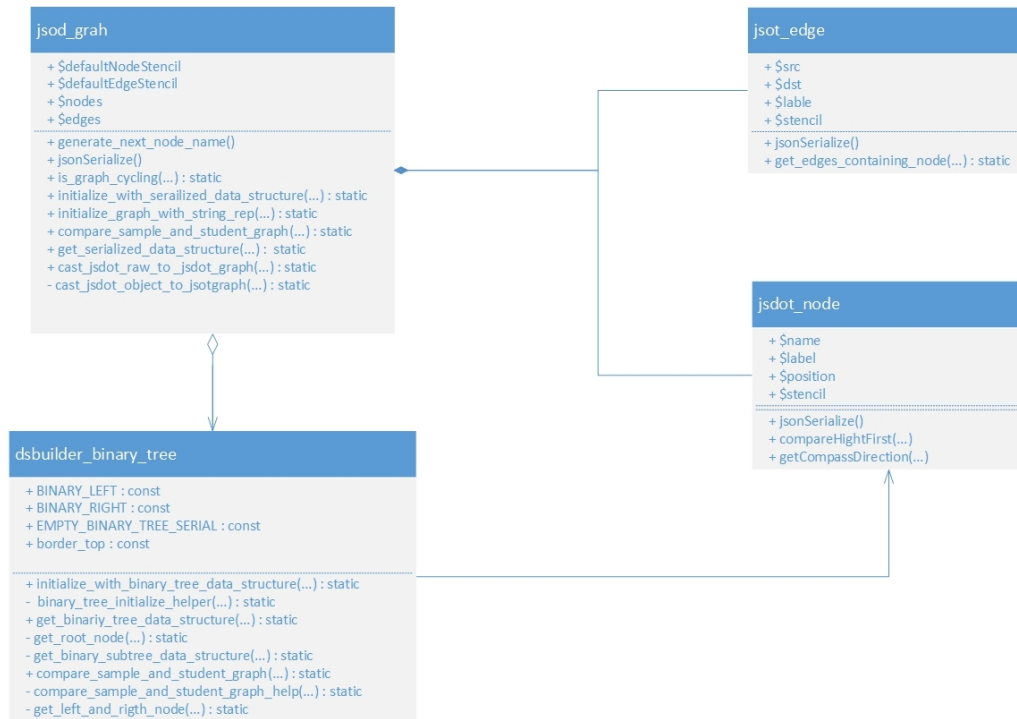 jsod_grah
+ $defaultNodeStencil
+ $defaultEdgeStencil
+ $nodes
+ $edges
+ generate_next_node_name()
+ jsonSerialize()
+ is_graph_cycling(...) : static
+ initialize_with_serailized_data_structure(...) : static
+ initialize_graph_with_string_rep(...) : static
+ compare_sample_and_student_graph(...) : static
+ get_serialized_data_structure(...) :  static
+ cast_jsdot_raw_to _jsdot_graph(...) : static
- cast_jsdot_object_to_jsotgraph(...) : static
jsot_edge
+ $src
+ $dst
+ $lable
+ $stencil
+ jsonSerialize()
+ get_edges_containing_node(...) : static
jsdot_node
+ $name
+ $label
+ $position
+ $stencil
+ jsonSerialize()
+ compareHightFirst(...)
+ getCompassDirection(...)
dsbuilder_binary_tree
+ BINARY_LEFT : const
+ BINARY_RIGHT : const
+ EMPTY_BINARY_TREE_SERIAL : const
+ border_top : const
+ initialize_with_binary_tree_data_structure(...) : static
-  binary_tree_initialize_helper(...) : static
+ get_binariy_tree_data_structure(...) : static
- get_root_node(...) : static
- get_binary_subtree_data_structure(...) : static
+ compare_sample_and_student_graph(...) : static
- compare_sample_and_student_graph_help(...) : static
- get_left_and_rigth_node(...) : static